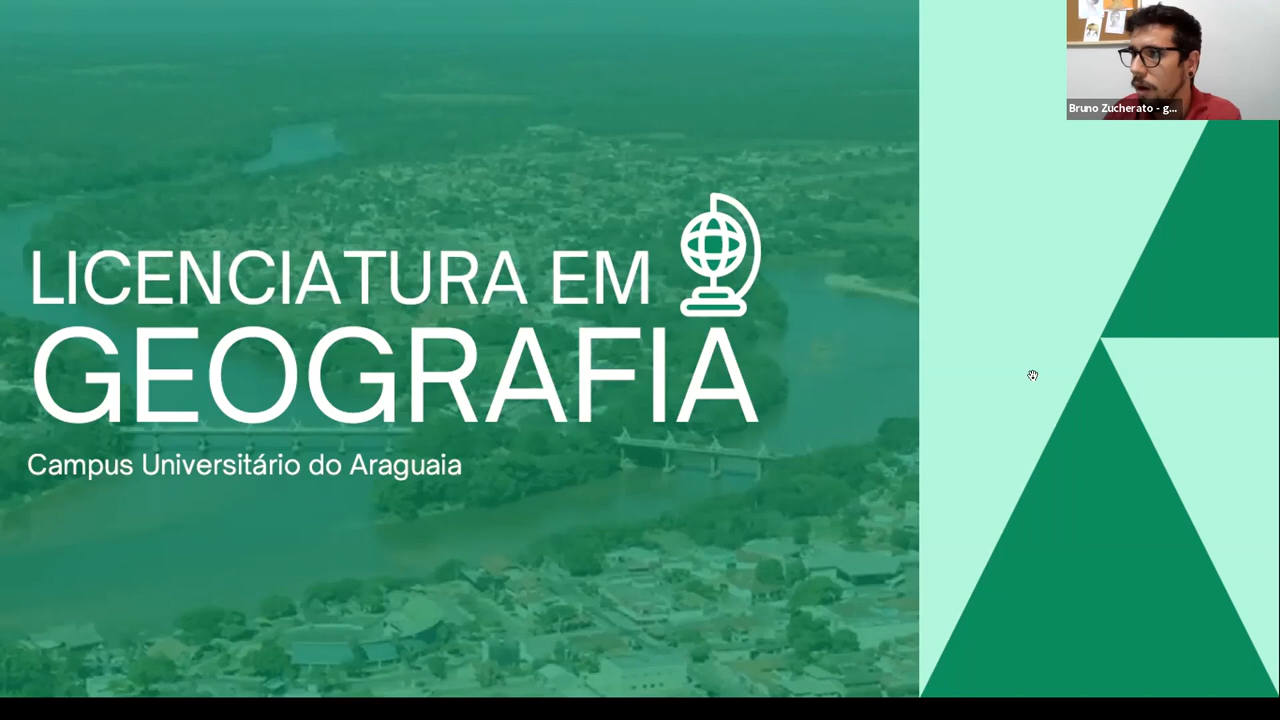 LICENCIATURA EM
GEOGRAFIA
Campus Universitário do Araguaia
Bruno Zucherato - g...